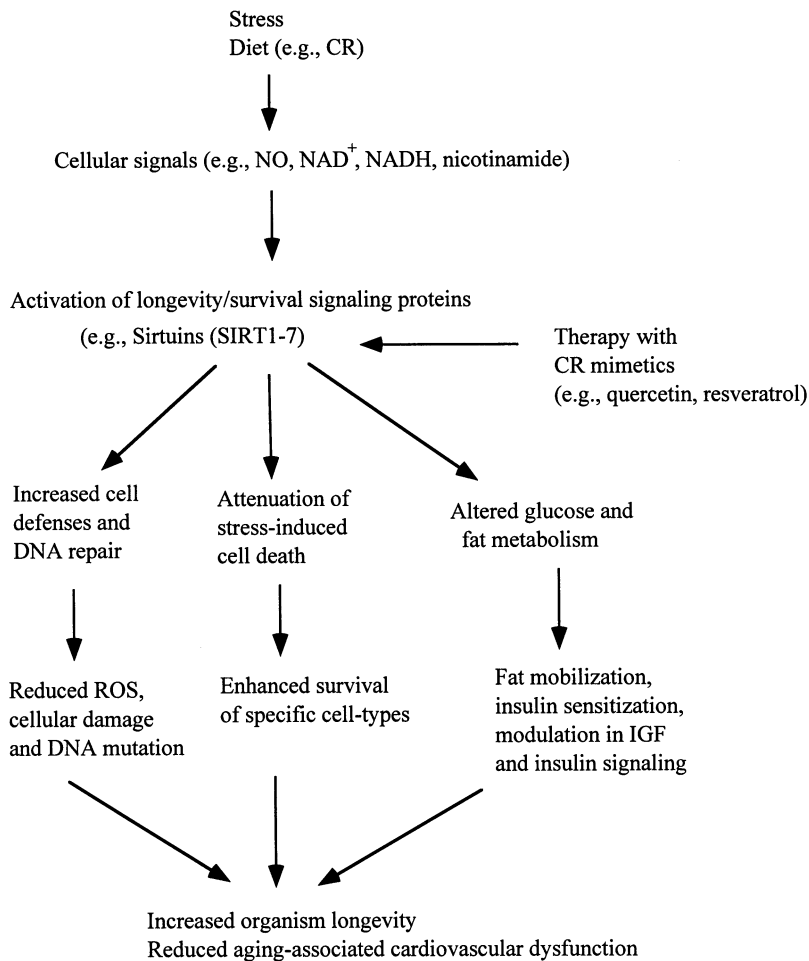 Stress
Diet (e.g., CR)
Cellular signals (e.g., NO, NAD+, NADH, nicotinamide)
Activation of longevity/survival signaling proteins
(e.g., Sirtuins (SIRT1-7)
Therapy with
CR mimetics
(e.g., quercetin, resveratrol)
Increased cell
defenses and
DNA repair
Attenuation of
stress-induced
cell death
Altered glucose and
fat metabolism
Reduced ROS,
cellular damage
and DNA mutation
Enhanced survival
of specific cell-types
Fat mobilization,
insulin sensitization,
modulation in IGF
and insulin signaling
Increased organism longevity
Reduced aging-associated cardiovascular dysfunction